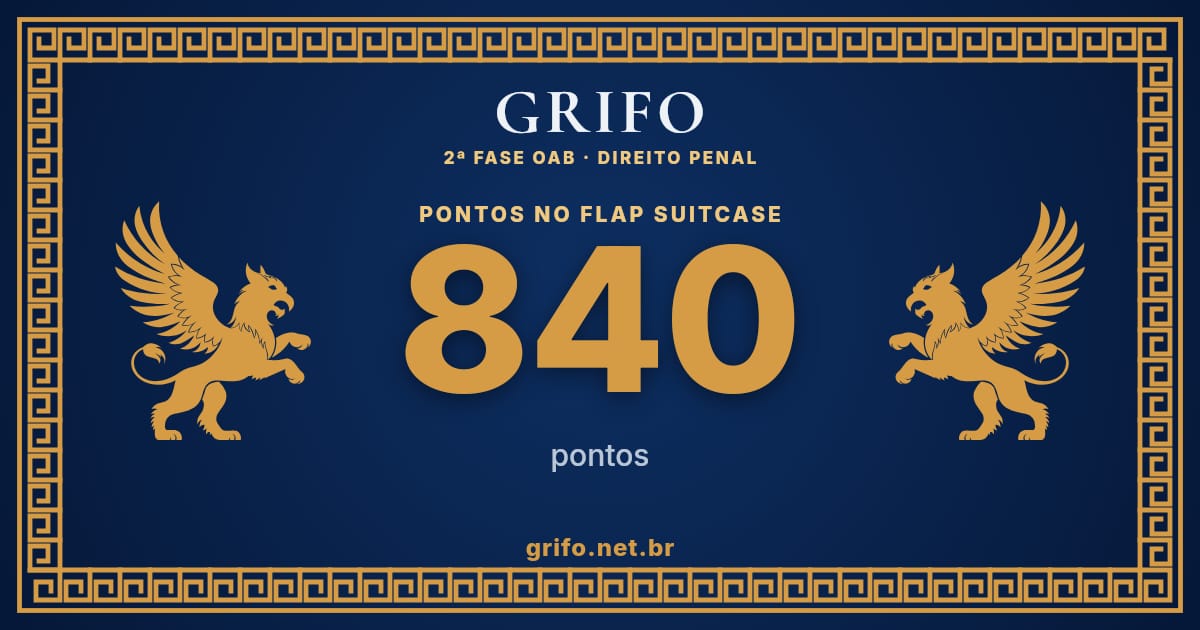 GRIFO
2ª FASE OAB · DIREITO PENAL
PONTOS NO FLAP SUITCASE
840
pontos
grifo.net.br